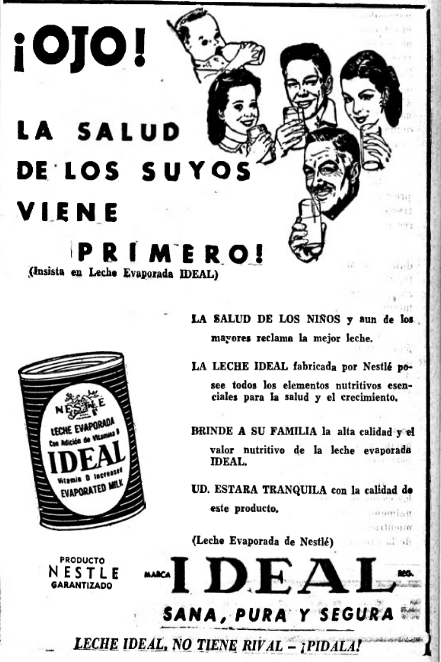 ¡OJO!
LA SALUD
DE LOS SUYOS
VIENE
PRIMERO!
(Insista en Leche Evaporada IDEAL)
LA SALUD DE LOS NIÑOS y aun de los
mayores reclama la mejor leche.
LA LECHE IDEAL fabricada por Nestlé po-
see todos los elementos nutritivos esen-
ciales para la salud y el crecimiento.
BRINDE A SU FAMILIA la alta calidad y el
valor nutritivo de la leche evaporada
IDEAL.
UD. ESTARA TRANQUILA con la calidad de
este producto.
(Leche Evaporada de Nestlé)
NESTLE
LECHE EVAPORADA
Con Adición de Vitamina D
IDEAL
Vitamin D Increased
EVAPORATED MILK
PRODUCTO
NESTLE
GARANTIZADO
MARCA IDEAL REG.
SANA, PURA Y SEGURA
LECHE IDEAL, NO TIENE RIVAL - ¡PIDALA!